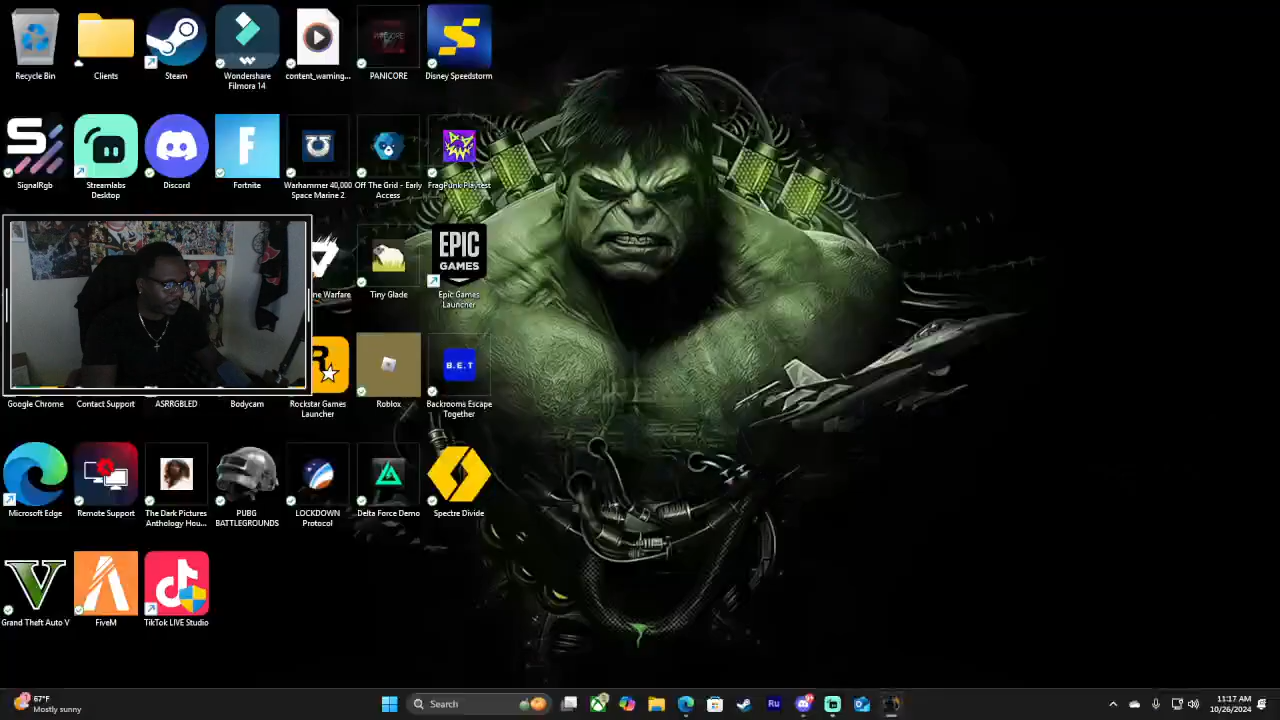 Recycle Bin
Clients
Steam
Wondershare
Filmora 14
content_warning...
PANICORE
Disney Speedstorm
SignalRgb
Streamlabs
Desktop
Discord
Fortnite
Warhammer 40,000
Space Marine 2
Off The Grid - Early
Access
FragPunk Playtest
ne Warfare
Tiny Glade
EPIC
GAMES
Epic Games
Launcher
B.E.T
Google Chrome
Contact Support
ASRRGBLED
Bodycam
Rockstar Games
Launcher
Roblox
Backrooms Escape
Together
Microsoft Edge
Remote Support
The Dark Pictures
Anthology Hou...
PUBG
BATTLEGROUNDS
LOCKDOWN
Protocol
Delta Force Demo
Spectre Divide
Grand Theft Auto V
FiveM
TikTok LIVE Studio
67°F
Mostly sunny
Search
Ru
11:17 AM
10/26/2024